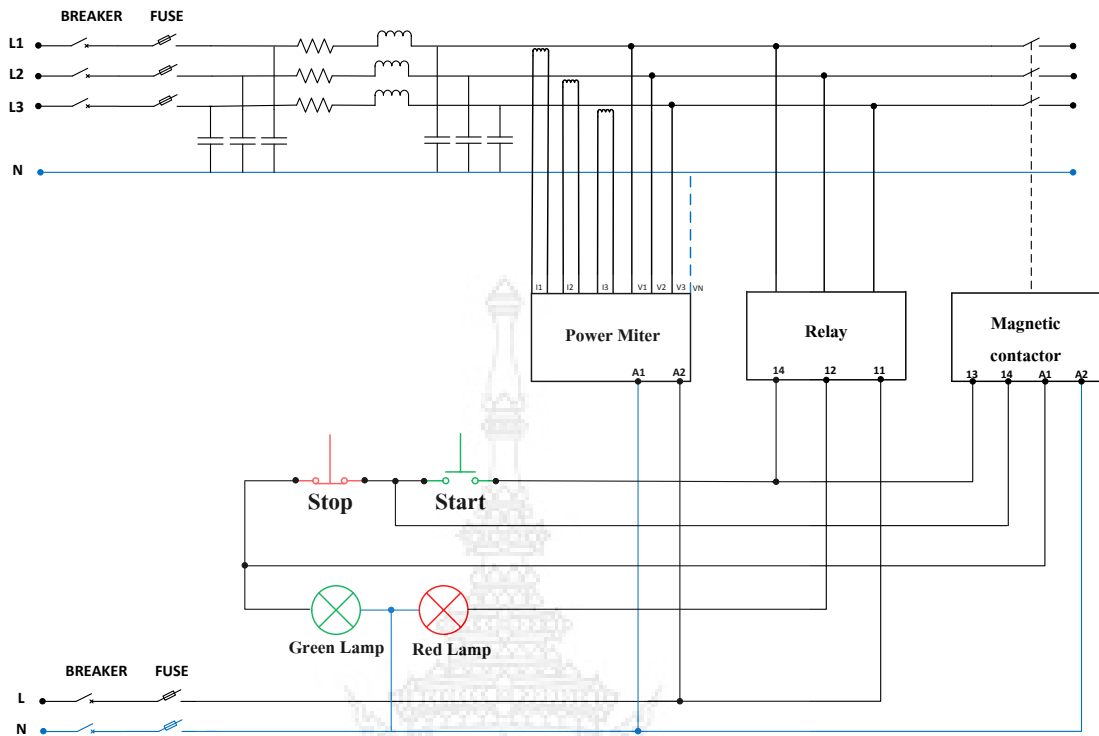 BREAKER FUSE
L1
L2
L3
N
I1 I2 I3 V1 V2 V3 VN
Power Miter
A1 A2
Relay
14 12 11
Magnetic
contactor
13 14 A1 A2
Stop Start
Green Lamp Red Lamp
BREAKER FUSE
L
N